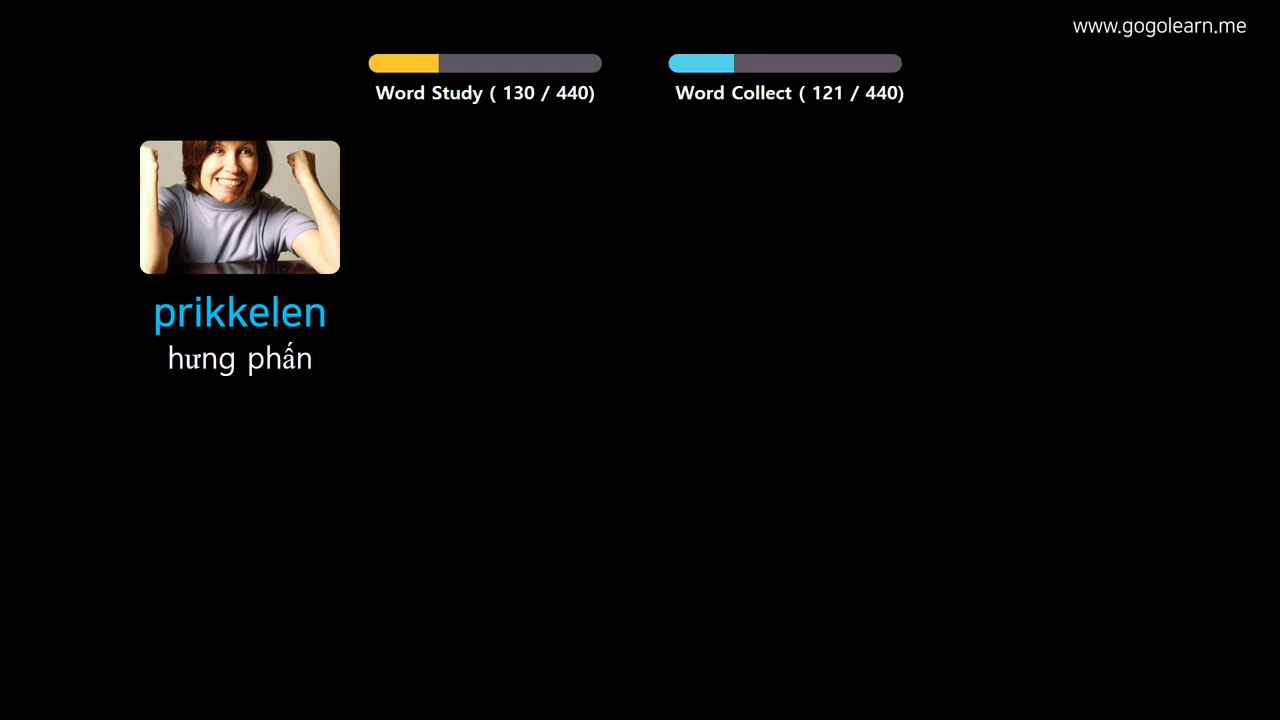 www.gogolearn.me
Word Study ( 130 / 440)
Word Collect ( 121 / 440)
prikkelen
hưng phấn